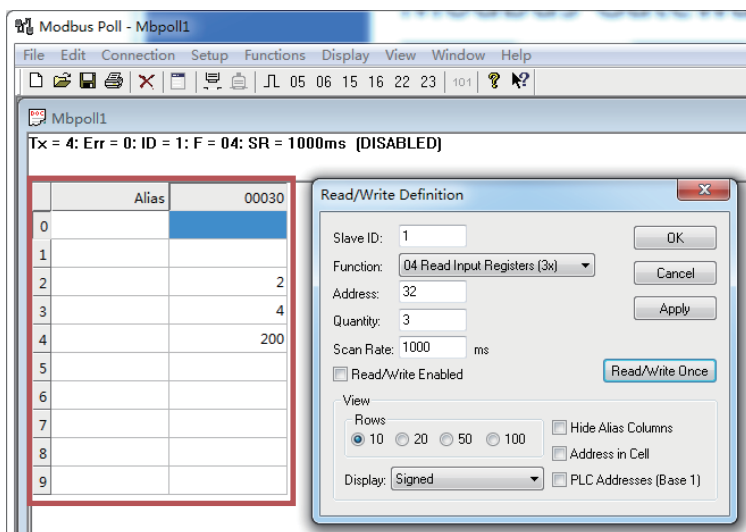 Modbus Poll - Mbpoll1
File Edit Connection Setup Functions Display View Window Help
05 06 15 16 22 23 101
Mbpoll1
Tx = 4: Err = 0: ID = 1: F = 04: SR = 1000ms (DISABLED)
Alias 00030
0
1
2 2
3 4
4 200
5
6
7
8
9
Read/Write Definition
Slave ID: 1 OK
Function: 04 Read Input Registers (3x) Cancel
Address: 32
Quantity: 3 Apply
Scan Rate: 1000 ms
Read/Write Enabled Read/Write Once
View
Rows
10 20 50 100
Hide Alias Columns
Address in Cell
Display: Signed PLC Addresses (Base 1)